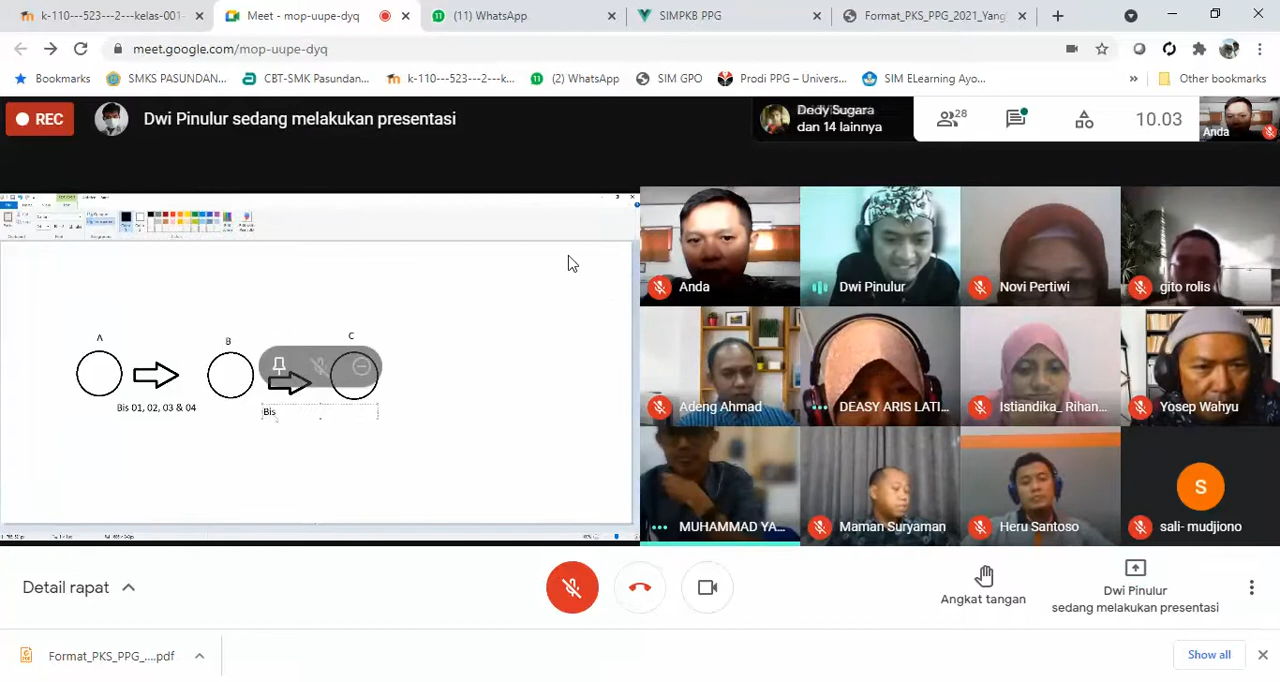 k-110---523---2---kelas-001-
Meet - mop-uupe-dyq
(11) WhatsApp
SIMPKB PPG
Format_PKS_PPG_2021_Yang
meet.google.com/mop-uupe-dyq
Bookmarks
SMKS PASUNDAN...
CBT-SMK Pasundan...
k-110---523---2---k...
(2) WhatsApp
SIM GPO
Prodi PPG – Univers...
SIM ELearning Ayo...
»
Other bookmarks
REC
Dwi Pinulur sedang melakukan presentasi
Dedy Sugara
dan 14 lainnya
28
10.03
Anda
A
B
C
Bis 01, 02, 03 & 04
Bis
Anda
Dwi Pinulur
Novi Pertiwi
gito rolis
Adeng Ahmad
DEASY ARIS LATI...
Istiandika_ Rihan...
Yosep Wahyu
MUHAMMAD YA...
Maman Suryaman
Heru Santoso
S
sali- mudjiono
Detail rapat
Angkat tangan
Dwi Pinulur
sedang melakukan presentasi
Format_PKS_PPG_....pdf
Show all